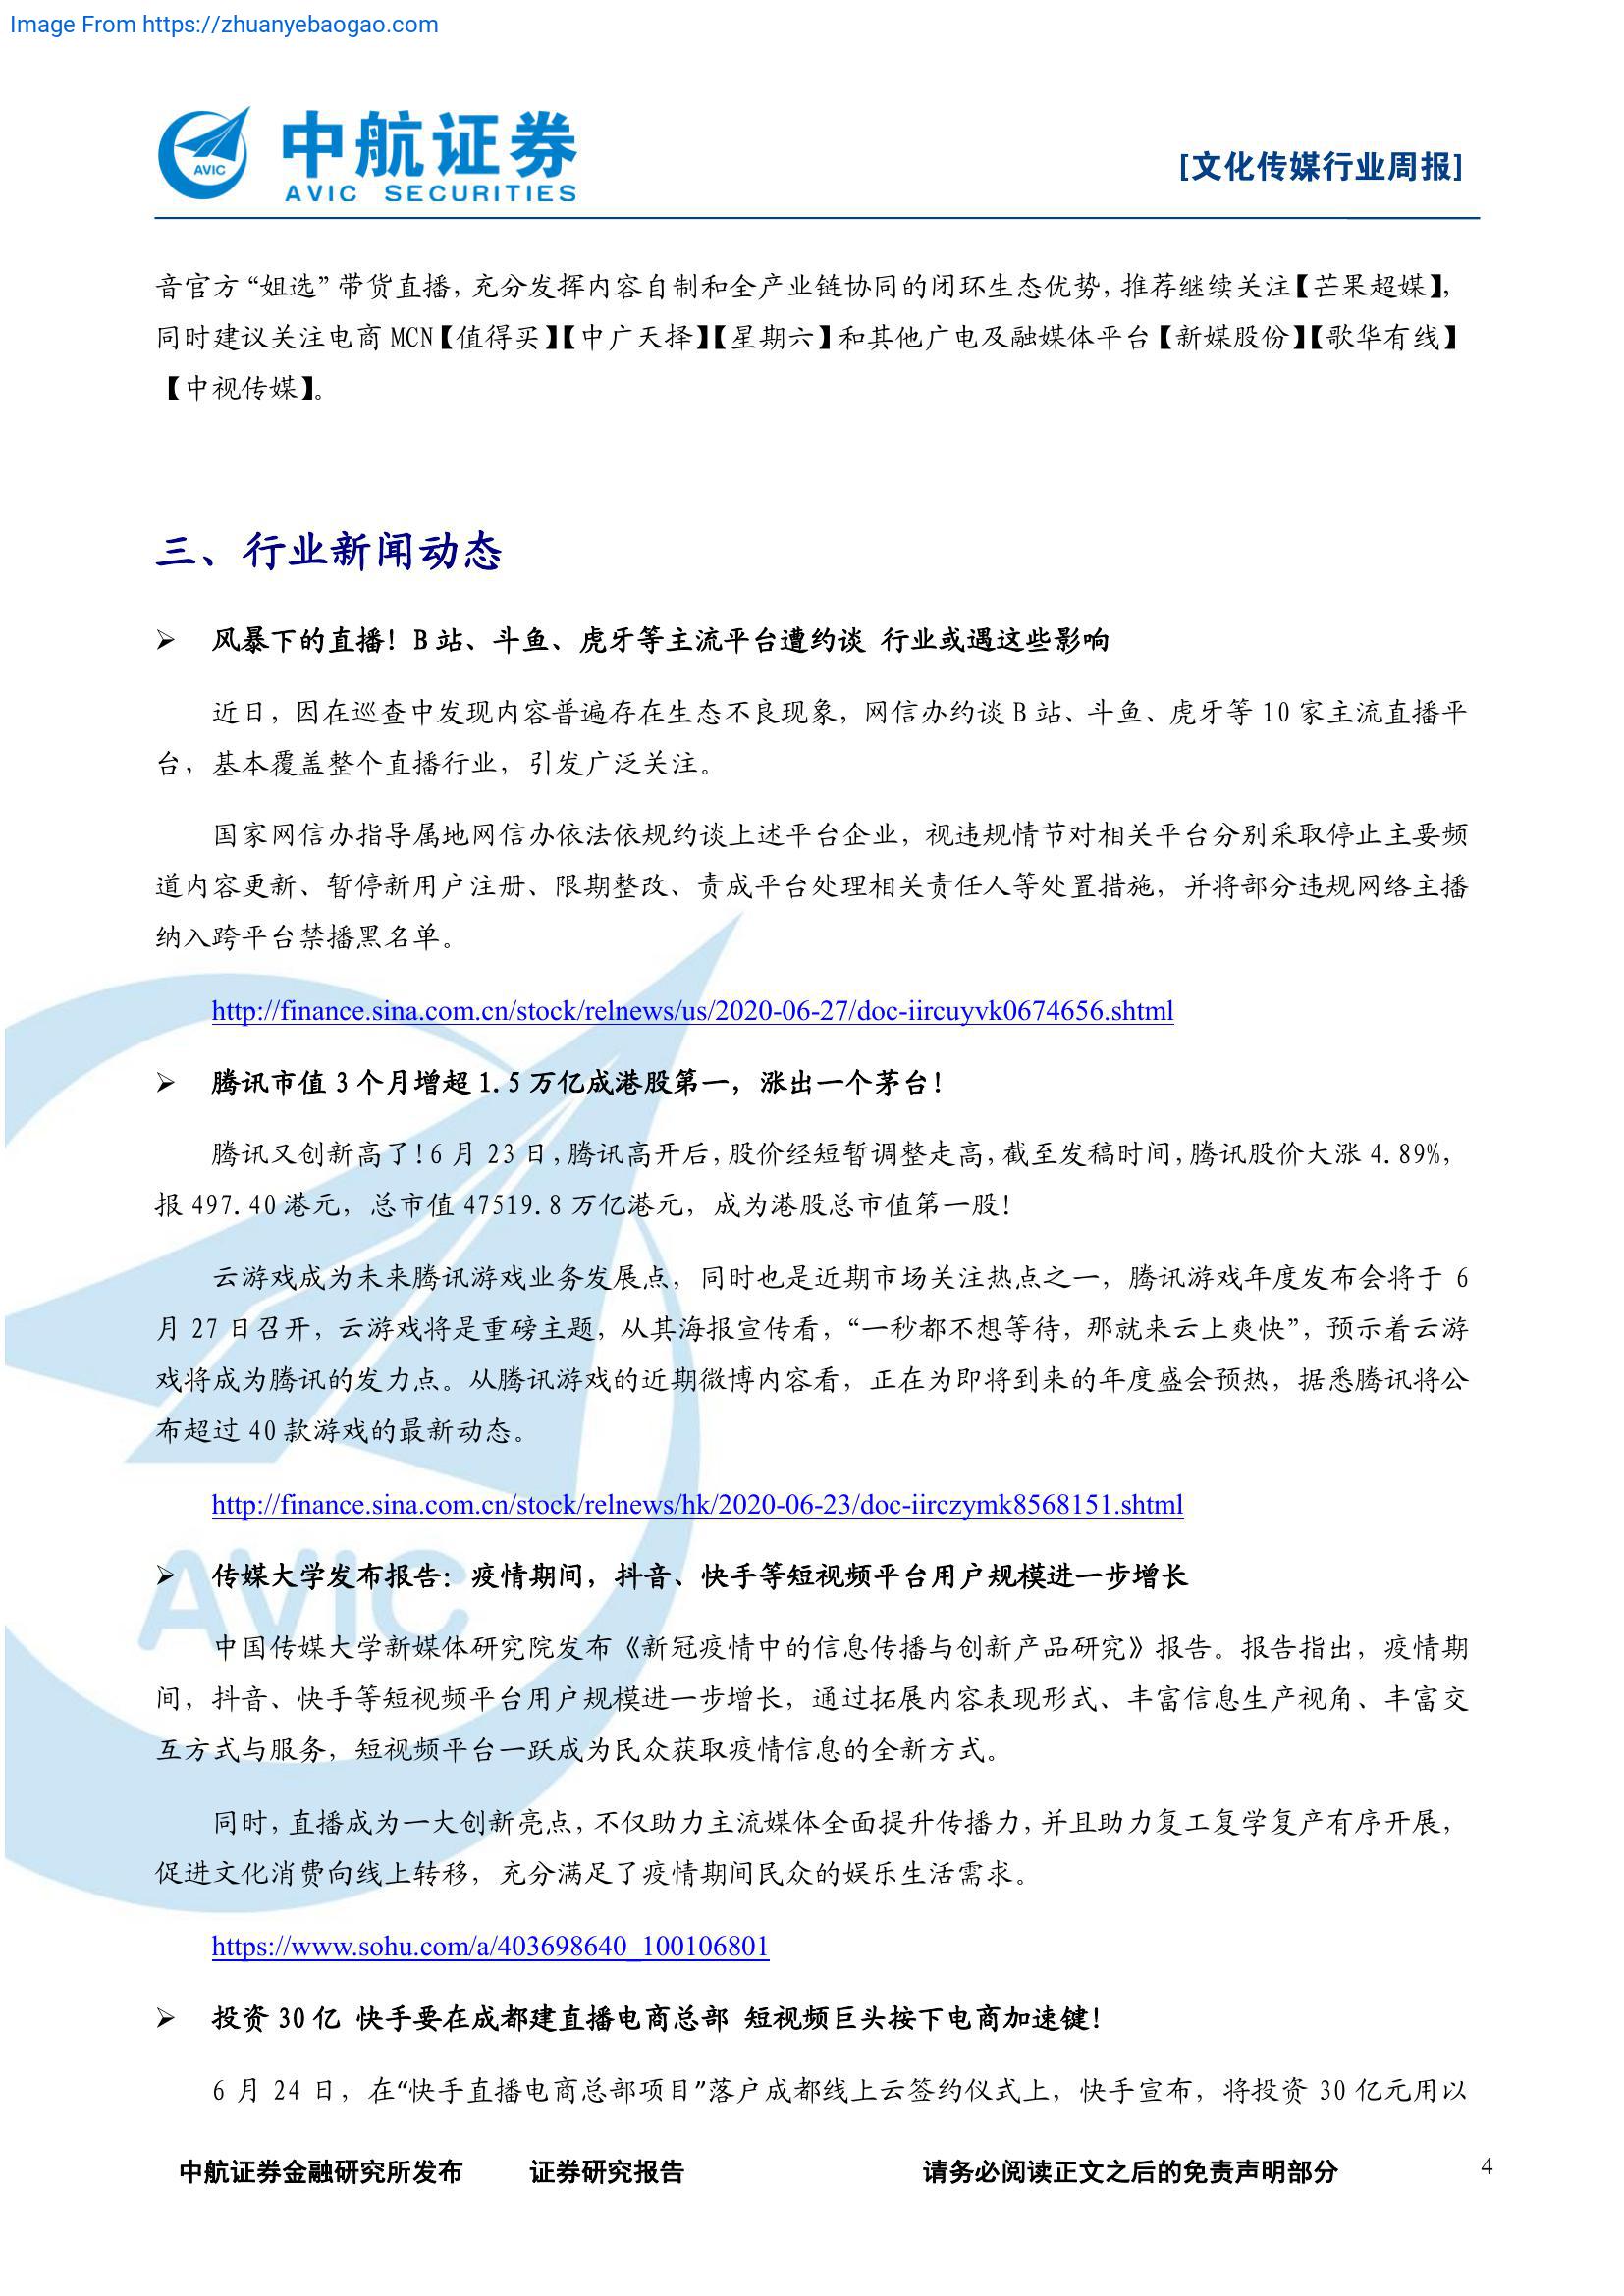 Image From https://zhuanyebaogao.com
AVIC
中航证券
AVIC SECURITIES
[文化传媒行业周报]
音官方“姐选”带货直播，充分发挥内容自制和全产业链协同的闭环生态优势，推荐继续关注【芒果超媒】，
同时建议关注电商 MCN【值得买】【中广天择】【星期六】和其他广电及融媒体平台【新媒股份】【歌华有线】
【中视传媒】。
三、行业新闻动态
➢ 风暴下的直播！B 站、斗鱼、虎牙等主流平台遭约谈 行业或遇这些影响
近日，因在巡查中发现内容普遍存在生态不良现象，网信办约谈 B 站、斗鱼、虎牙等 10 家主流直播平
台，基本覆盖整个直播行业，引发广泛关注。
国家网信办指导属地网信办依法依规约谈上述平台企业，视违规情节对相关平台分别采取停止主要频
道内容更新、暂停新用户注册、限期整改、责成平台处理相关责任人等处置措施，并将部分违规网络主播
纳入跨平台禁播黑名单。
http://finance.sina.com.cn/stock/relnews/us/2020-06-27/doc-iircuyvk0674656.shtml
➢ 腾讯市值 3 个月增超 1.5 万亿成港股第一，涨出一个茅台！
腾讯又创新高了！6 月 23 日，腾讯高开后，股价经短暂调整走高，截至发稿时间，腾讯股价大涨 4.89%，
报 497.40 港元，总市值 47519.8 万亿港元，成为港股总市值第一股！
云游戏成为未来腾讯游戏业务发展点，同时也是近期市场关注热点之一，腾讯游戏年度发布会将于 6
月 27 日召开，云游戏将是重磅主题，从其海报宣传看，“一秒都不想等待，那就来云上爽快”，预示着云游
戏将成为腾讯的发力点。从腾讯游戏的近期微博内容看，正在为即将到来的年度盛会预热，据悉腾讯将公
布超过 40 款游戏的最新动态。
http://finance.sina.com.cn/stock/relnews/hk/2020-06-23/doc-iirczymk8568151.shtml
AVIC
➢ 传媒大学发布报告：疫情期间，抖音、快手等短视频平台用户规模进一步增长
中国传媒大学新媒体研究院发布《新冠疫情中的信息传播与创新产品研究》报告。报告指出，疫情期
间，抖音、快手等短视频平台用户规模进一步增长，通过拓展内容表现形式、丰富信息生产视角、丰富交
互方式与服务，短视频平台一跃成为民众获取疫情信息的全新方式。
同时，直播成为一大创新亮点，不仅助力主流媒体全面提升传播力，并且助力复工复学复产有序开展，
促进文化消费向线上转移，充分满足了疫情期间民众的娱乐生活需求。
https://www.sohu.com/a/403698640_100106801
➢ 投资 30 亿 快手要在成都建直播电商总部 短视频巨头按下电商加速键！
6 月 24 日，在“快手直播电商总部项目”落户成都线上云签约仪式上，快手宣布，将投资 30 亿元用以
中航证券金融研究所发布 证券研究报告 请务必阅读正文之后的免责声明部分 4